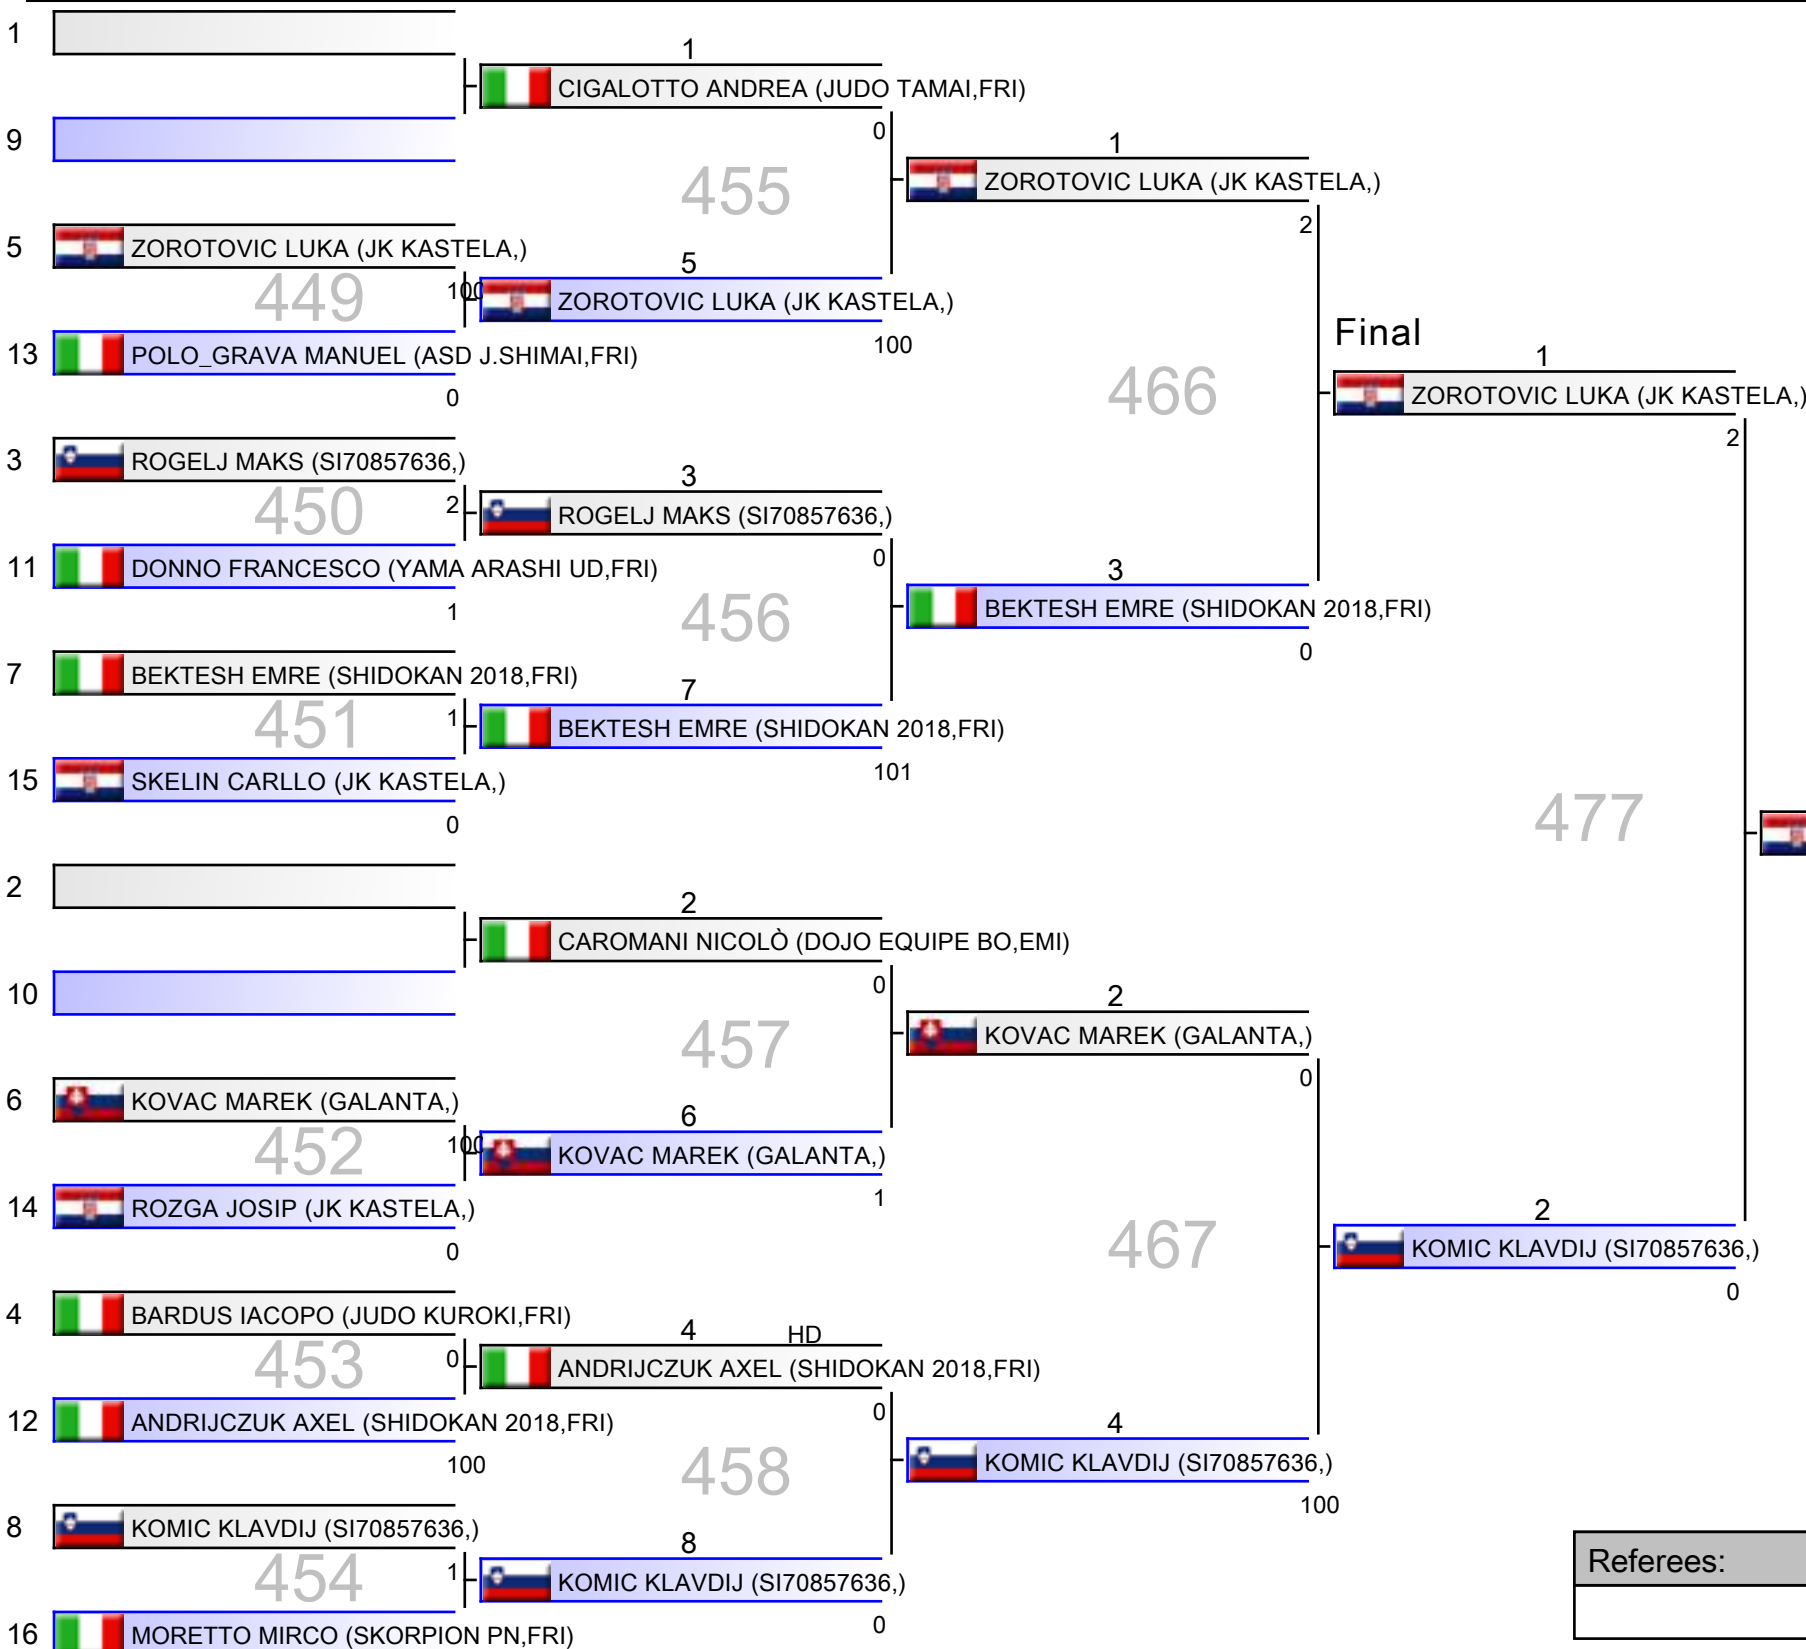 1
1
CIGALOTTO ANDREA (JUDO TAMAI,FRI)
0
9
1
455
ZOROTOVIC LUKA (JK KASTELA,)
2
5
ZOROTOVIC LUKA (JK KASTELA,)
5
449
100
ZOROTOVIC LUKA (JK KASTELA,)
Final
13
POLO_GRAVA MANUEL (ASD J.SHIMAI,FRI)
100
1
0
466
ZOROTOVIC LUKA (JK KASTELA,)
2
3
ROGELJ MAKS (SI70857636,)
3
450
2
ROGELJ MAKS (SI70857636,)
0
11
DONNO FRANCESCO (YAMA ARASHI UD,FRI)
3
1
456
BEKTESH EMRE (SHIDOKAN 2018,FRI)
0
7
BEKTESH EMRE (SHIDOKAN 2018,FRI)
7
451
1
BEKTESH EMRE (SHIDOKAN 2018,FRI)
15
SKELIN CARLLO (JK KASTELA,)
101
0
477
2
2
CAROMANI NICOLÒ (DOJO EQUIPE BO,EMI)
0
10
2
457
KOVAC MAREK (GALANTA,)
0
6
KOVAC MAREK (GALANTA,)
6
452
100
KOVAC MAREK (GALANTA,)
14
ROZGA JOSIP (JK KASTELA,)
1
2
0
467
KOMIC KLAVDIJ (SI70857636,)
0
4
BARDUS IACOPO (JUDO KUROKI,FRI)
4
HD
453
0
ANDRIJCZUK AXEL (SHIDOKAN 2018,FRI)
0
12
ANDRIJCZUK AXEL (SHIDOKAN 2018,FRI)
4
100
458
KOMIC KLAVDIJ (SI70857636,)
100
8
KOMIC KLAVDIJ (SI70857636,)
8
454
1
KOMIC KLAVDIJ (SI70857636,)
0
16
MORETTO MIRCO (SKORPION PN,FRI)
Referees: